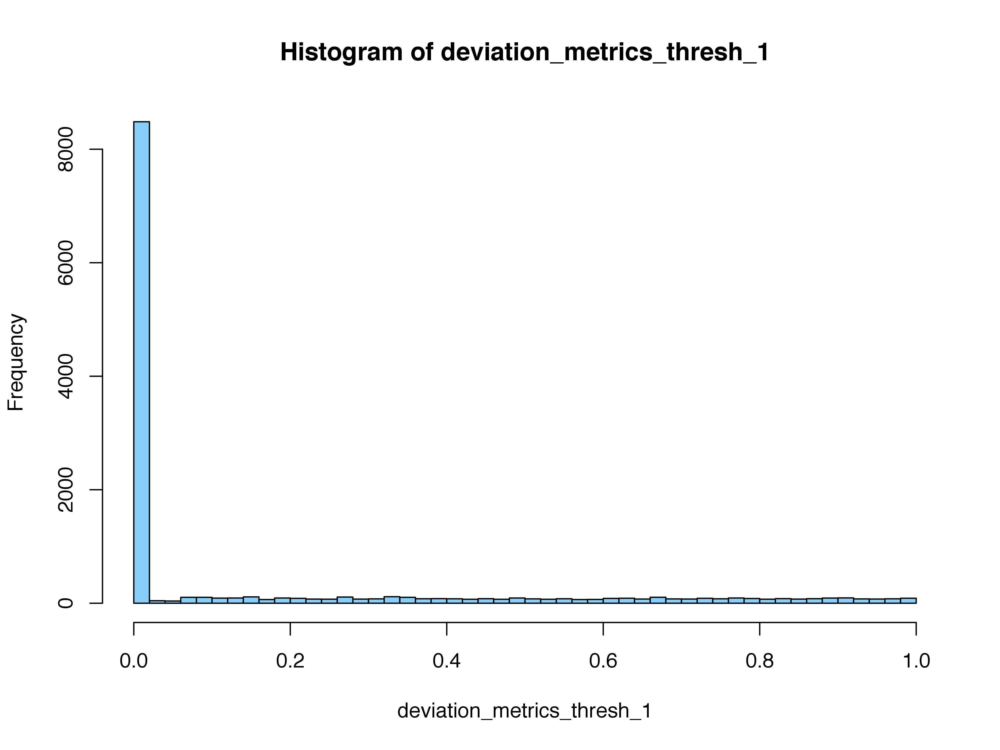 Histogram of deviation_metrics_thresh_1
Frequency
8000
6000
4000
2000
0
0.0 0.2 0.4 0.6 0.8 1.0
deviation_metrics_thresh_1